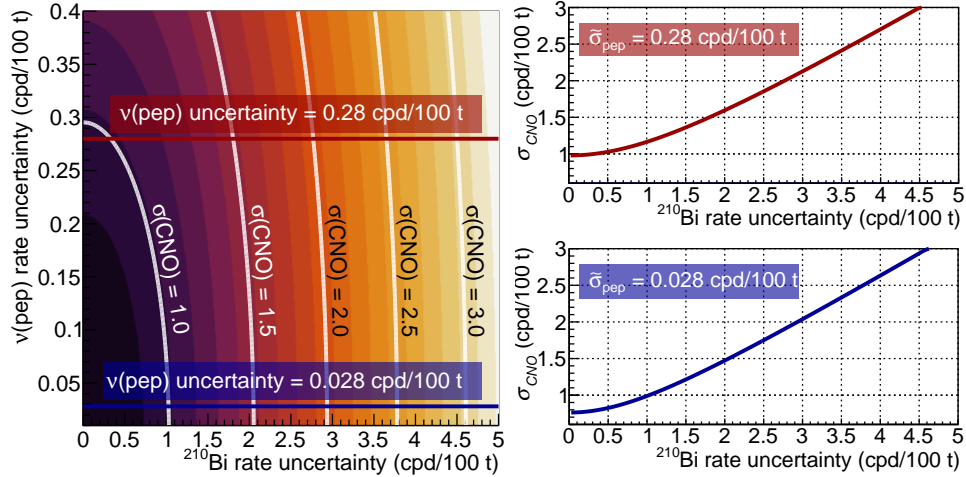 ν(pep) rate uncertainty (cpd/100 t)
0.4
0.35
0.3
0.25
0.2
0.15
0.1
0.05
ν(pep) uncertainty = 0.28 cpd/100 t
σ(CNO) = 1.0
σ(CNO) = 1.5
σ(CNO) = 2.0
σ(CNO) = 2.5
σ(CNO) = 3.0
ν(pep) uncertainty = 0.028 cpd/100 t
0 0.5 1 1.5 2 2.5 3 3.5 4 4.5 5
²¹⁰Bi rate uncertainty (cpd/100 t)
σCNO (cpd/100 t)
3
2.5
2
1.5
1
σ̃pep = 0.28 cpd/100 t
0 0.5 1 1.5 2 2.5 3 3.5 4 4.5 5
²¹⁰Bi rate uncertainty (cpd/100 t)
σCNO (cpd/100 t)
3
2.5
2
1.5
1
σ̃pep = 0.028 cpd/100 t
0 0.5 1 1.5 2 2.5 3 3.5 4 4.5 5
²¹⁰Bi rate uncertainty (cpd/100 t)